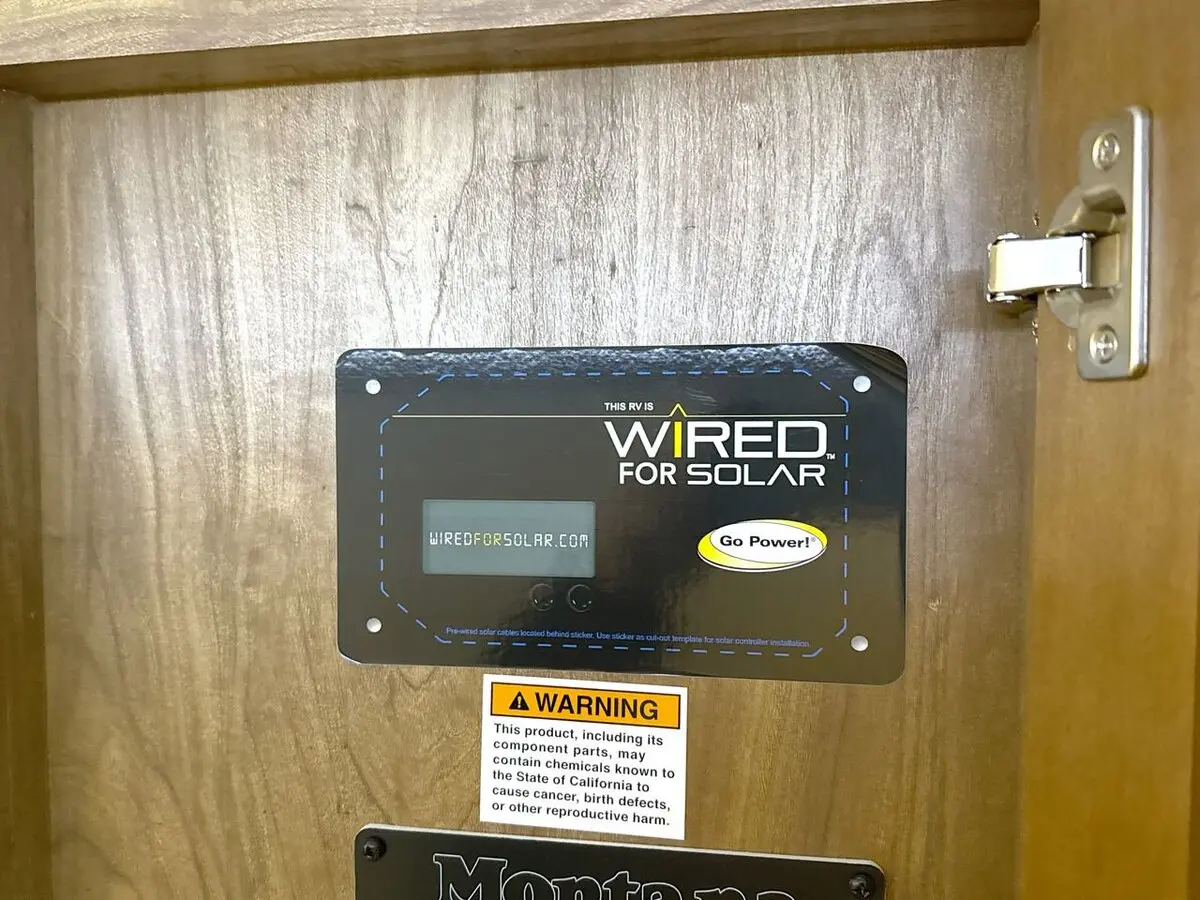 THIS RV IS
WIRED™
FOR SOLAR
WIREDFORSOLAR.COM
Go Power!®
Pre-wired solar cables located behind sticker. Use sticker as cut-out template for solar controller installation.
⚠ WARNING
This product, including its
component parts, may
contain chemicals known to
the State of California to
cause cancer, birth defects,
or other reproductive harm.
Montana